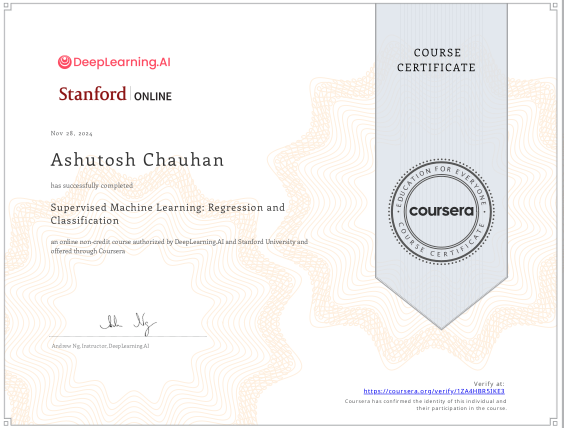 DeepLearning.AI
Stanford | ONLINE
Nov 28, 2024
Ashutosh Chauhan
has successfully completed
Supervised Machine Learning: Regression and
Classification
an online non-credit course authorized by DeepLearning.AI and Stanford University and
offered through Coursera
Andrew Ng, Instructor, DeepLearning.AI
COURSE
CERTIFICATE
EDUCATION FOR EVERYONE
coursera
COURSE CERTIFICATE
Verify at:
https://coursera.org/verify/1ZA4HBR5IKE3
Coursera has confirmed the identity of this individual and
their participation in the course.